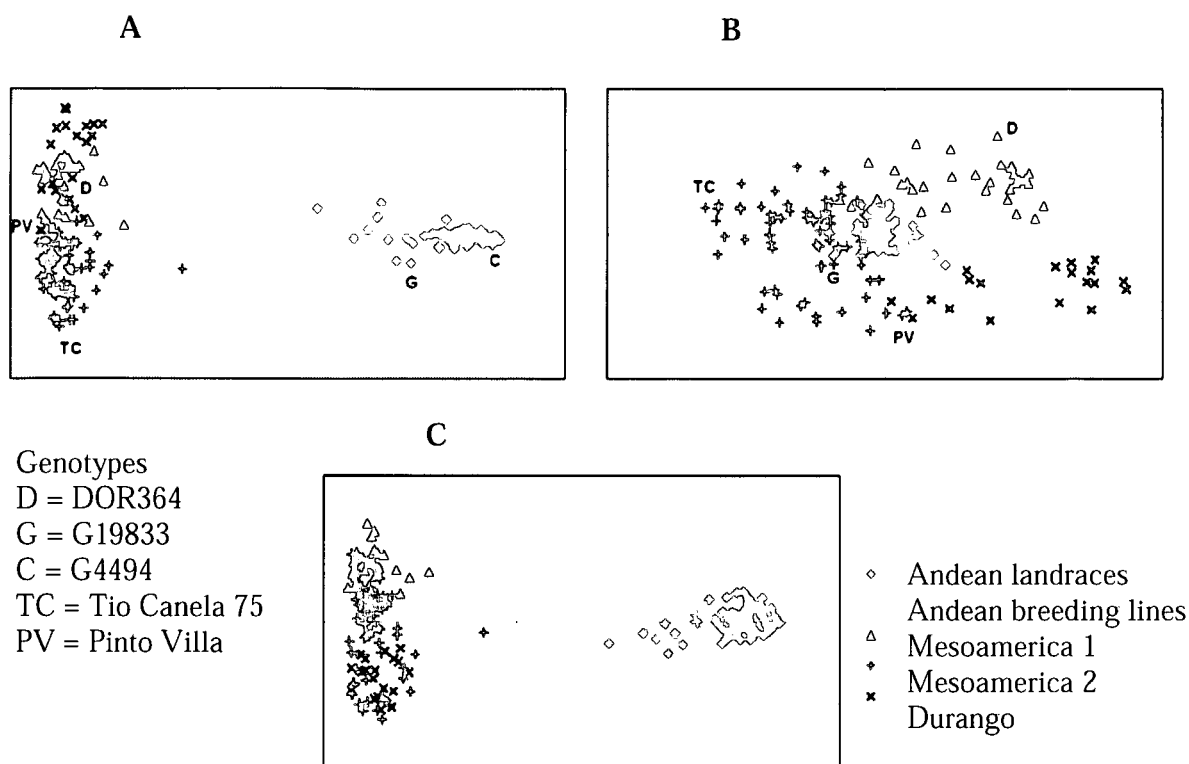 A
B
D
PV
TC
G
C
D
TC
G
PV
C
Genotypes
D = DOR364
G = G19833
C = G4494
TC = Tio Canela 75
PV = Pinto Villa
Andean landraces
Andean breeding lines
Mesoamerica 1
Mesoamerica 2
Durango